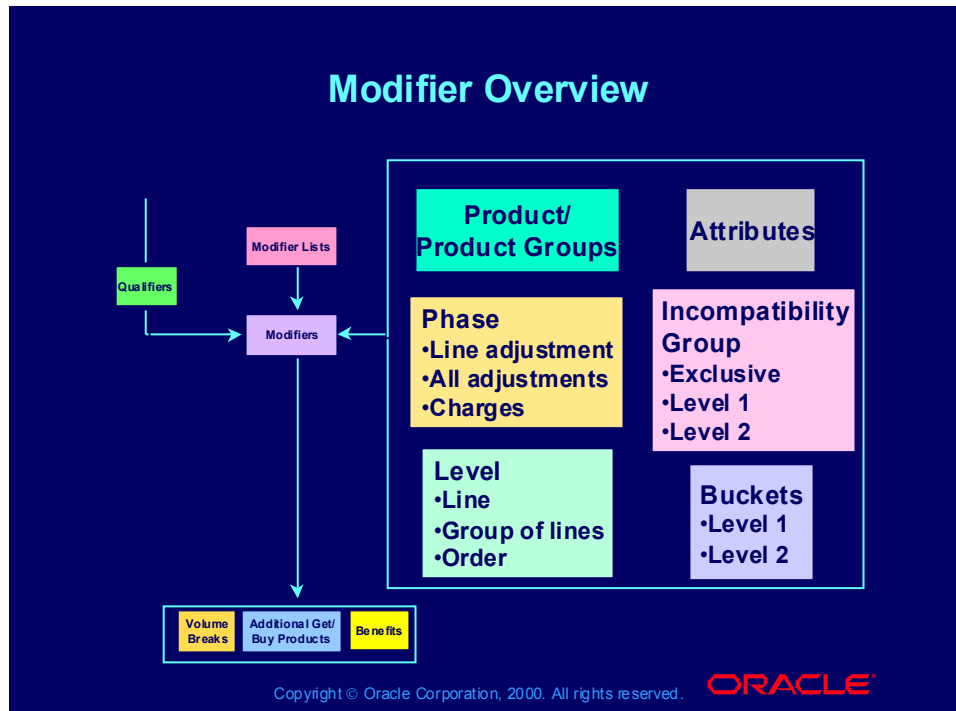 Modifier Overview
Qualifiers
Modifier Lists
Modifiers
Product/
Product Groups
Attributes
Phase
•Line adjustment
•All adjustments
•Charges
Incompatibility
Group
•Exclusive
•Level 1
•Level 2
Level
•Line
•Group of lines
•Order
Buckets
•Level 1
•Level 2
Volume
Breaks
Additional Get/
Buy Products
Benefits
Copyright © Oracle Corporation, 2000. All rights reserved.
ORACLE